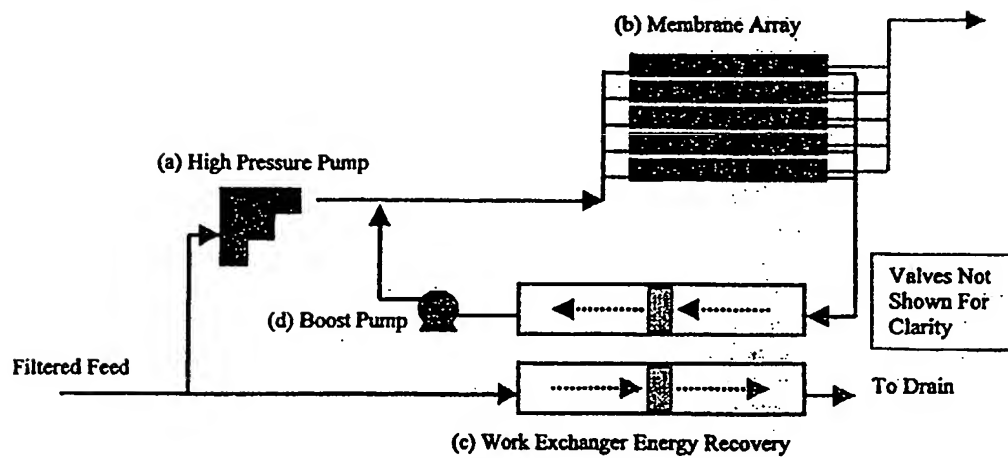 (b) Membrane Array
(a) High Pressure Pump
Valves Not
Shown For
Clarity
(d) Boost Pump
Filtered Feed
To Drain
(c) Work Exchanger Energy Recovery